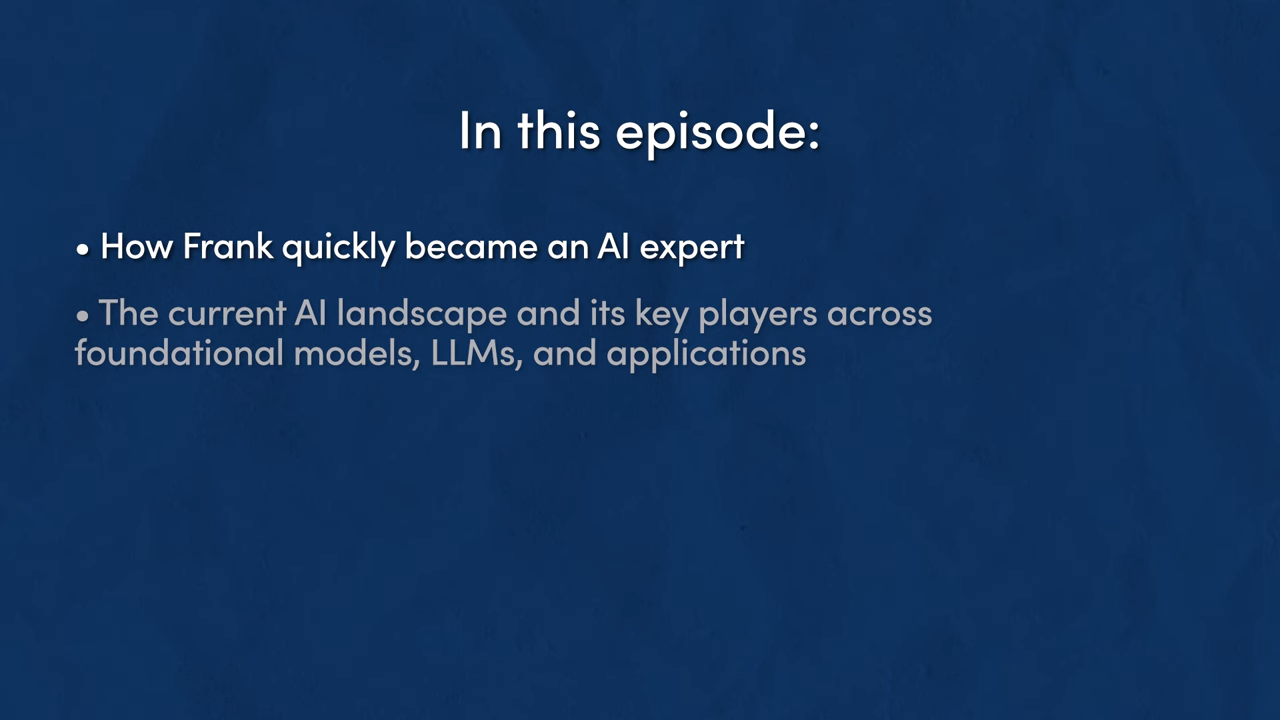 In this episode:
• How Frank quickly became an AI expert
• The current AI landscape and its key players across
foundational models, LLMs, and applications